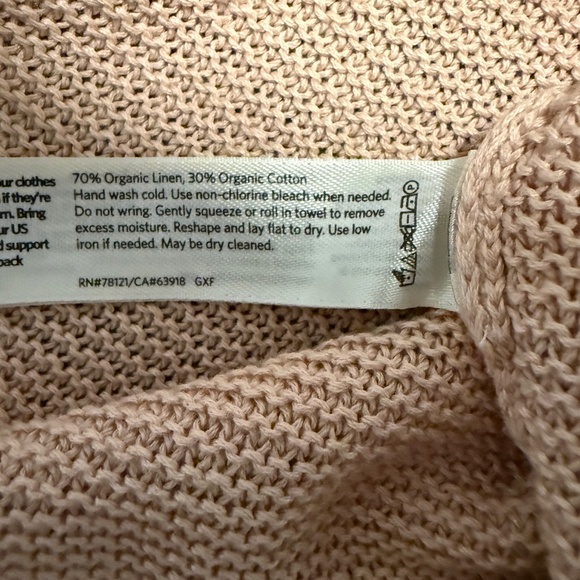 ur clothes
if they're
m. Bring
ur US
d support
back
70% Organic Linen, 30% Organic Cotton
Hand wash cold. Use non-chlorine bleach when needed.
Do not wring. Gently squeeze or roll in towel to remove
excess moisture. Reshape and lay flat to dry. Use low
iron if needed. May be dry cleaned.
RN#78121/CA#63918 GXF
P